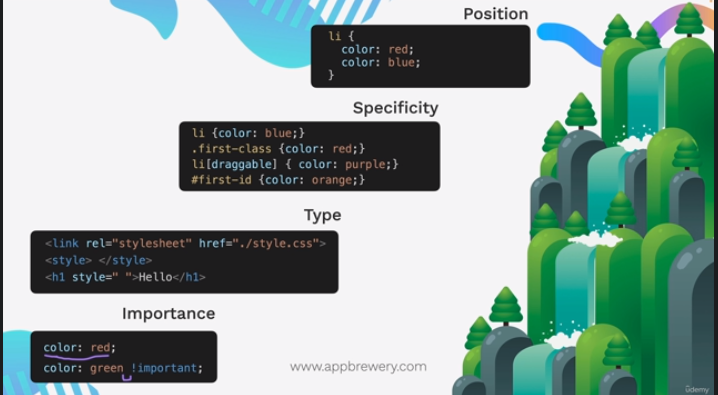 Position
li {
color: red;
color: blue;
}
Specificity
li {color: blue;}
.first-class {color: red;}
li[draggable] { color: purple;}
#first-id {color: orange;}
Type
<link rel="stylesheet" href="./style.css">
<style> </style>
<h1 style=" ">Hello</h1>
Importance
color: red;
color: green !important;
www.appbrewery.com
ûdemy